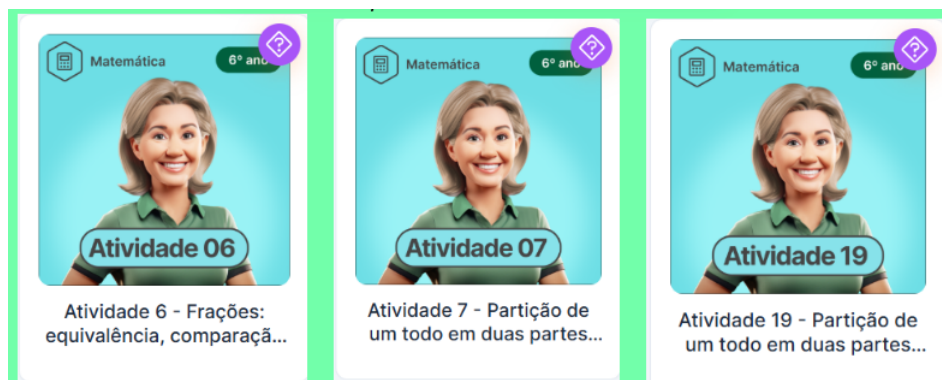 Matemática
6º ano
Atividade 06
Atividade 6 - Frações:
equivalência, comparaçã...
Matemática
6º ano
Atividade 07
Atividade 7 - Partição de
um todo em duas partes...
Matemática
6º ano
Atividade 19
Atividade 19 - Partição de
um todo em duas partes...